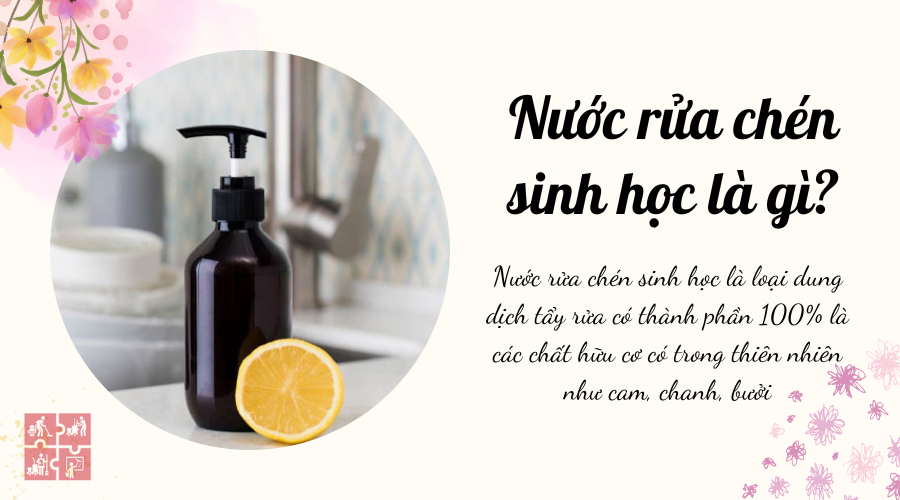 Nước rửa chén
sinh học là gì?
Nước rửa chén sinh học là loại dung
dịch tẩy rửa có thành phần 100% là
các chất hữu cơ có trong thiên nhiên
như cam, chanh, bưởi